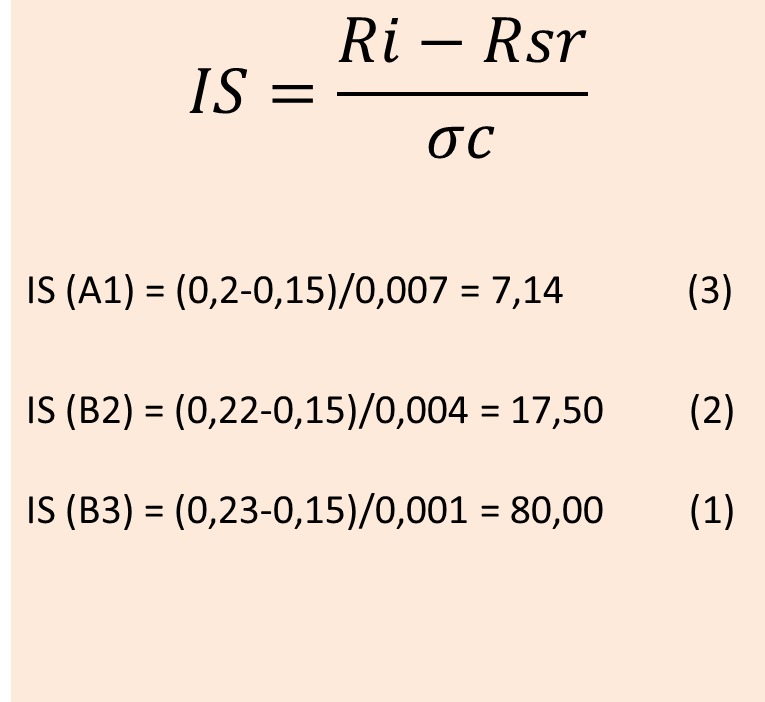 IS = (Ri − Rsr) / σc
IS (A1) = (0,2-0,15)/0,007 = 7,14 (3)
IS (B2) = (0,22-0,15)/0,004 = 17,50 (2)
IS (B3) = (0,23-0,15)/0,001 = 80,00 (1)